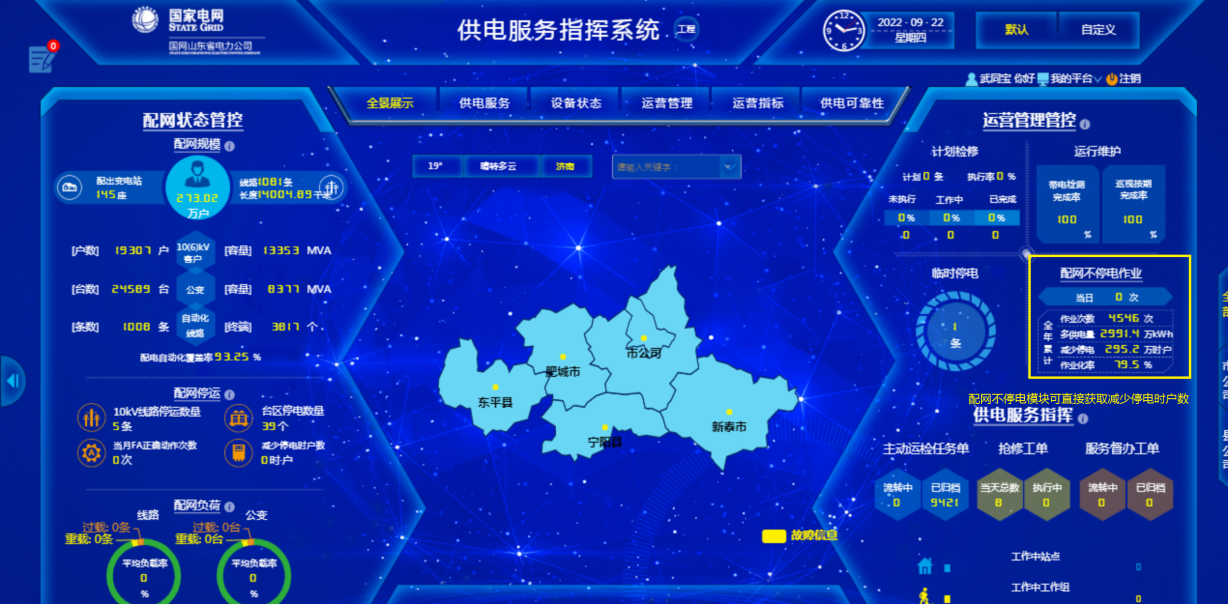 国家电网
STATE GRID
国网山东省电力公司
供电服务指挥系统
工程
2022-09-22
星期四
默认
自定义
0
武同宝 你好
我的平台
注销
全景展示
供电服务
设备状态
运营管理
运营指标
供电可靠性
19°
晴转多云
济南
请输入关键字：
配网状态管控
配网规模
配出变电站
145座
273.02
万户
线路1081条
长度14004.89千米
[户数] 19307 户
10(6)kV
客户
[容量] 13353 MVA
[台数] 24589 台
公变
[容量] 8377 MVA
[条数] 1008 条
自动化
线路
[终端] 3817 个
配电自动化覆盖率93.25 %
配网停运
10kV线路停运数量
5条
台区停电数量
39个
当月FA正确动作次数
0次
减少停电时户数
0时·户
配网负荷
线路
过载: 0条
重载: 0条
平均负载率
0
%
公变
过载: 0台
重载: 0台
平均负载率
0
%
市公司
肥城市
东平县
宁阳县
新泰市
故障信息
运营管理管控
计划检修
计划 0 条
执行率 0 %
未执行
工作中
已完成
0%
0%
0%
0
0
0
运行维护
带电检测
完成率
100
%
巡视按期
完成率
100
%
临时停电
1
条
配网不停电作业
当日 0 次
全年累计
作业次数 4546 次
多供电量 2991.4 万kWh
减少停电 295.2 万时户
作业化率 79.5 %
配网不停电模块可直接获取减少停电时户数
供电服务指挥
主动运检任务单
抢修工单
服务督办工单
流转中
0
已归档
9421
当天总数
8
执行中
0
流转中
0
已归档
0
工作中站点
0
工作中工作组
0